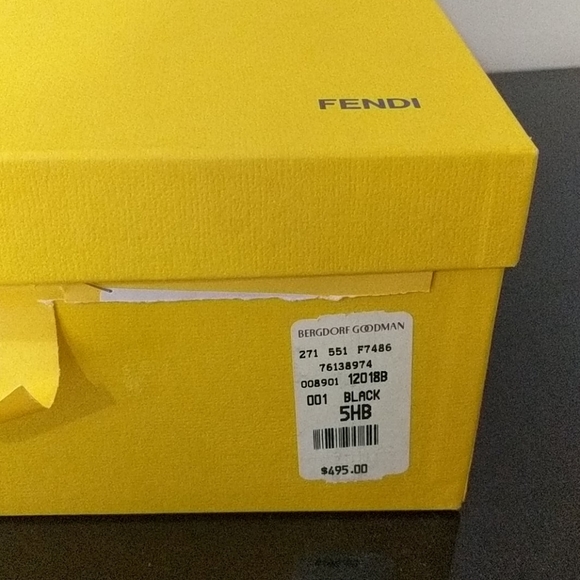 FENDI
BERGDORF GOODMAN
271 551 F7486
76138974
008901 12018B
001 BLACK
5HB
$495.00